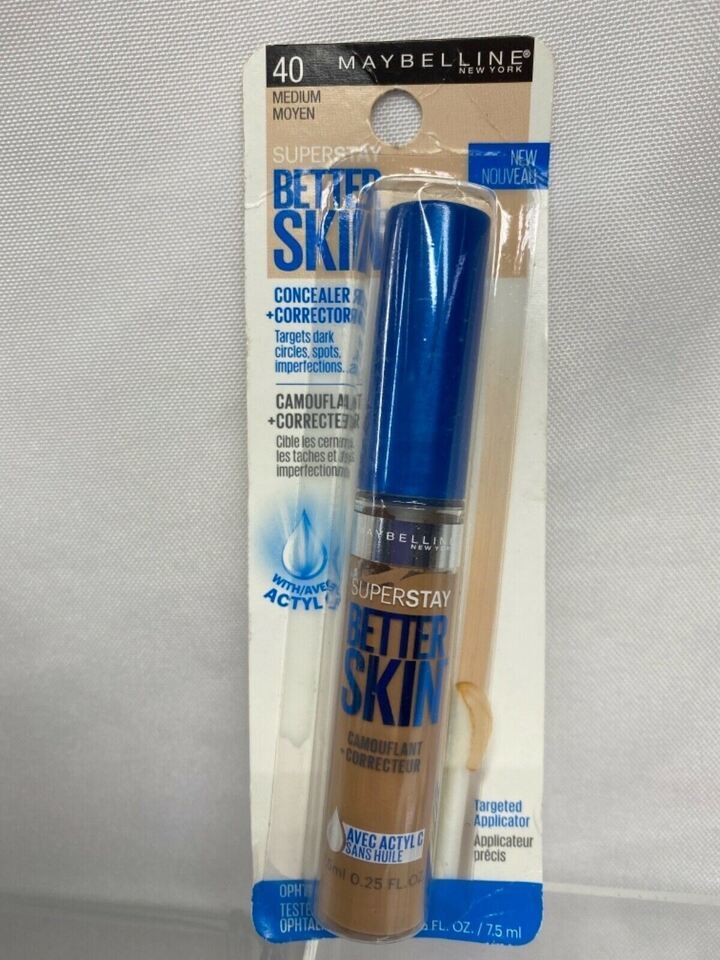 40
MAYBELLINE®
NEW YORK
MEDIUM
MOYEN
SUPERSTAY
NEW
NOUVEAU
BETTER
SKIN
CONCEALER
+CORRECTOR
Targets dark
circles, spots,
imperfections...
CAMOUFLANT
+CORRECTEUR
Cible les cernes,
les taches et
imperfections
WITH/AVEC
ACTYL C
MAYBELLINE
NEW YORK
SUPERSTAY
BETTER
SKIN
CAMOUFLANT
+CORRECTEUR
AVEC ACTYL C
SANS HUILE
7.5ml 0.25 FL. OZ.
Targeted
Applicator
Applicateur
précis
FL. OZ. / 7.5 ml